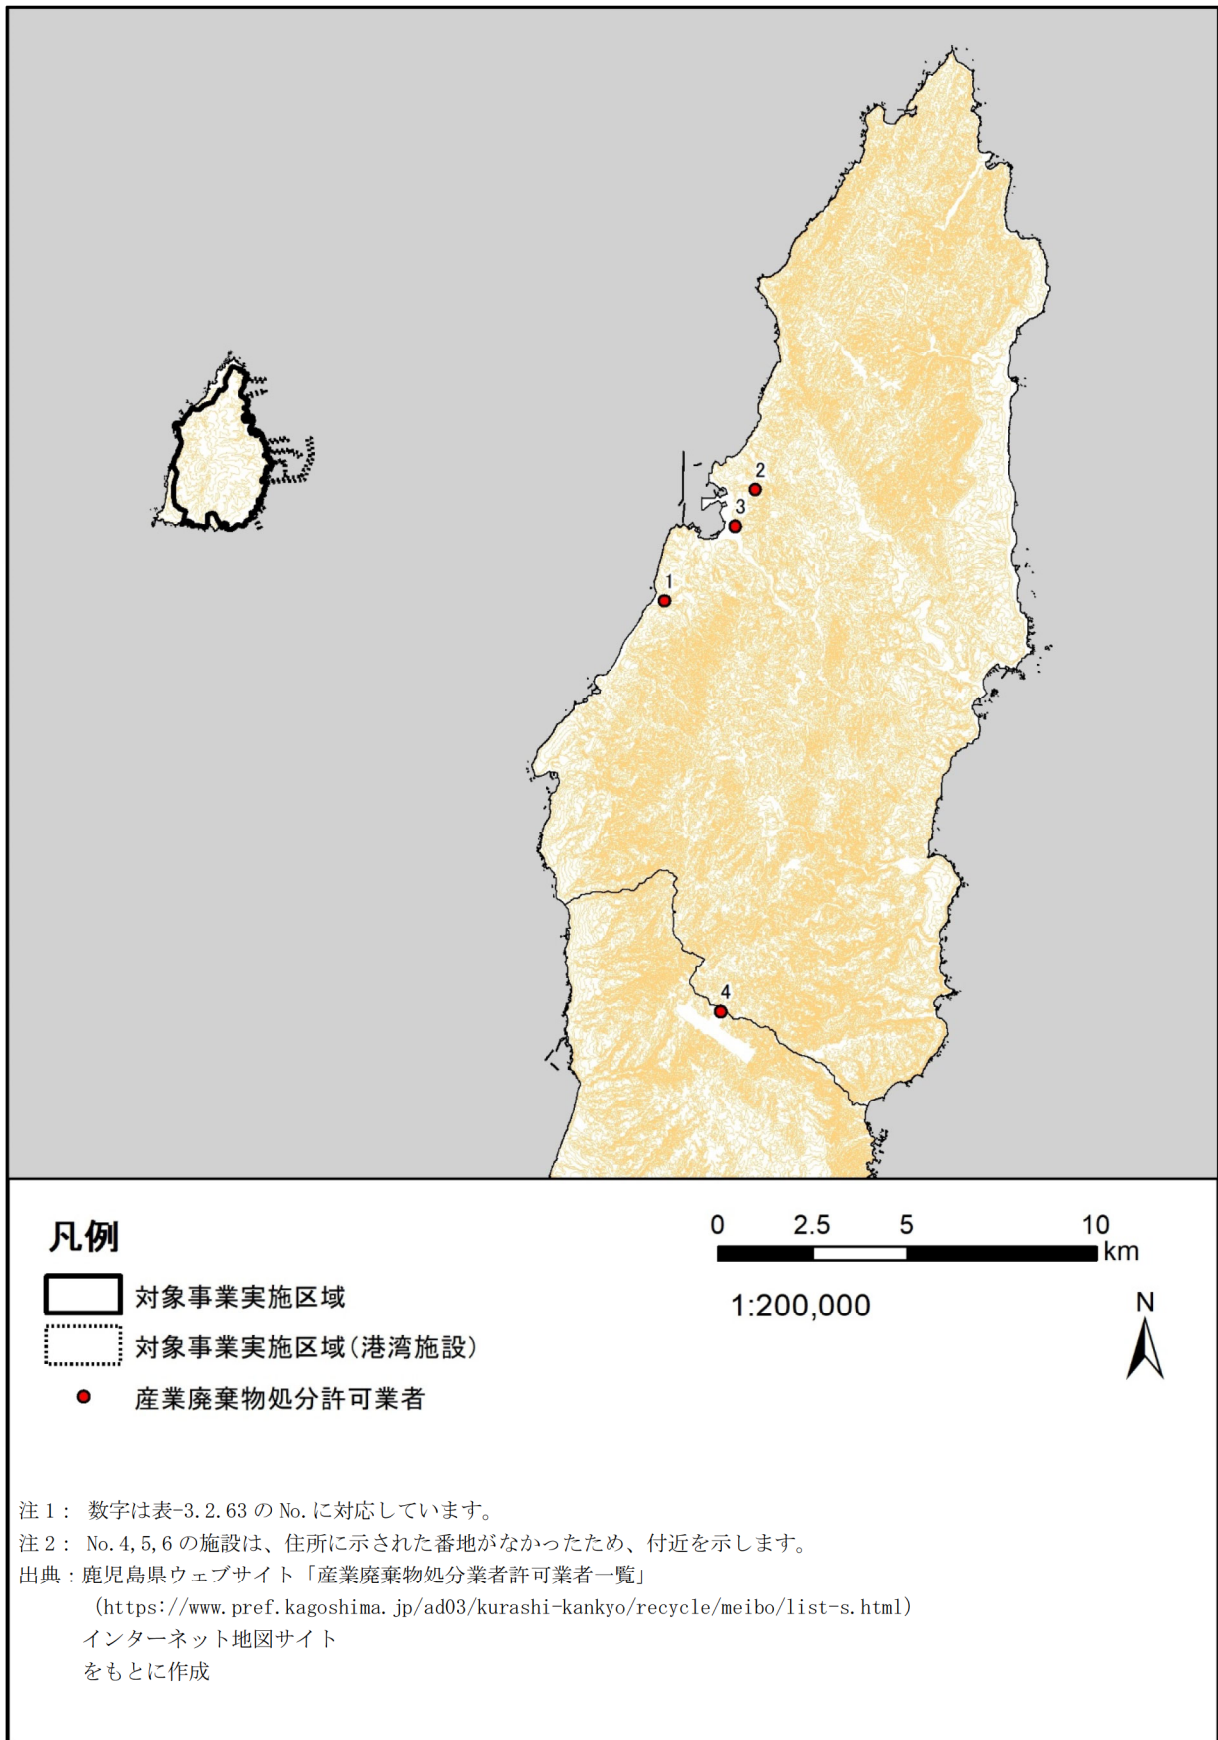 2
3
1
4
凡例
対象事業実施区域
対象事業実施区域(港湾施設)
産業廃棄物処分許可業者
0 2.5 5 10
km
1:200,000
N
注1: 数字は表-3.2.63 の No.に対応しています。
注2: No.4,5,6 の施設は、住所に示された番地がなかったため、付近を示します。
出典:鹿児島県ウェブサイト「産業廃棄物処分業者許可業者一覧」
(https://www.pref.kagoshima.jp/ad03/kurashi-kankyo/recycle/meibo/list-s.html)
インターネット地図サイト
をもとに作成